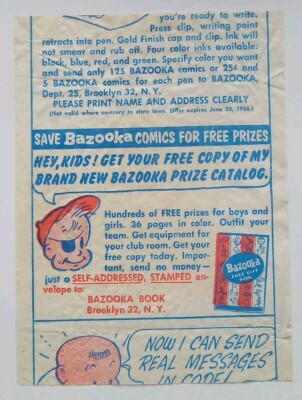 you're ready to write.
Press clip, writing point
retracts into pen. Gold Finish cap and clip. Ink will
not smear or rub off. Four color inks available:
black, blue, red, and green. Specify color you want
and send only 125 BAZOOKA comics or 25¢ and
5 BAZOOKA comics for each pen to BAZOOKA,
Dept. 25, Brooklyn 32, N. Y.
PLEASE PRINT NAME AND ADDRESS CLEARLY
(Not valid where contrary to state laws. Offer expires June 30, 1956.)
SAVE Bazooka COMICS FOR FREE PRIZES
HEY, KIDS! GET YOUR FREE COPY OF MY
BRAND NEW BAZOOKA PRIZE CATALOG.
Hundreds of FREE prizes for boys and
girls. 36 pages in color. Outfit your
team. Get equipment for
your club room. Get your
free copy today. Impor-
tant, send no money—
just a SELF-ADDRESSED, STAMPED en-
velope to:
BAZOOKA BOOK
Brooklyn 32, N. Y.
Bazooka
FREE GIFT
NOW I CAN SEND
REAL MESSAGES
IN CODE!